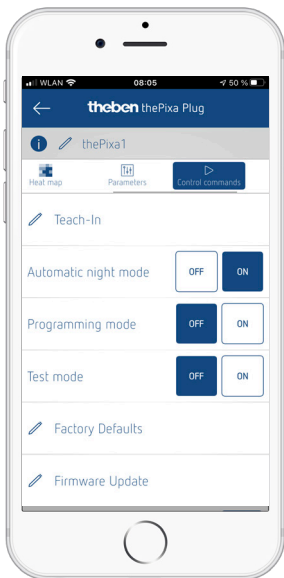 WLAN 08:05 50 %
theben thePixa Plug
i thePixa1
Heat map Parameters Control commands
Teach-In
Automatic night mode OFF ON
Programming mode OFF ON
Test mode OFF ON
Factory Defaults
Firmware Update